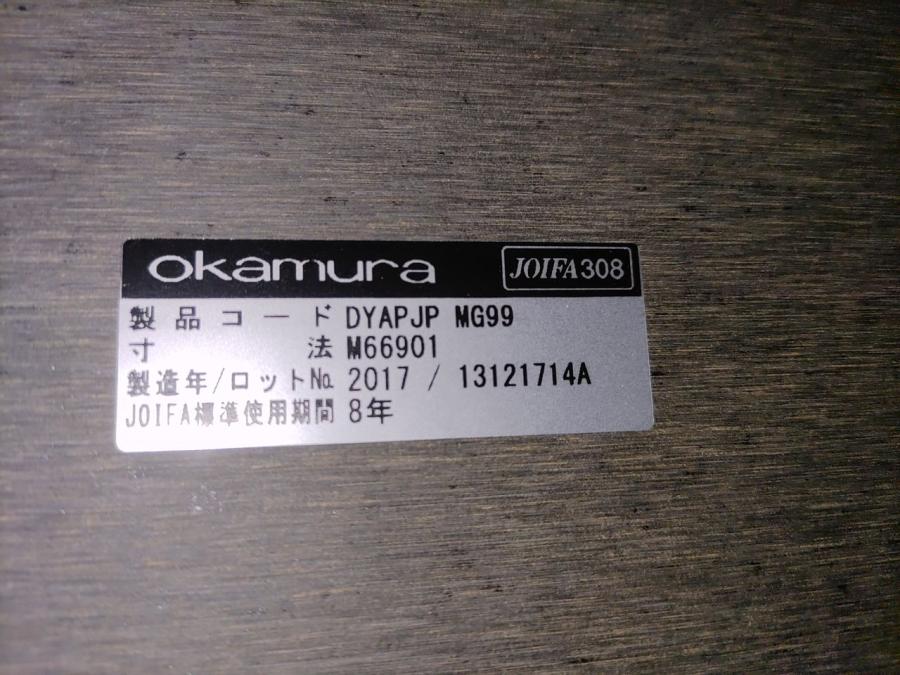 okamura JOIFA308
製品コード DYAPJP MG99
寸法 M66901
製造年/ロット№ 2017 / 13121714A
JOIFA標準使用期間 8年